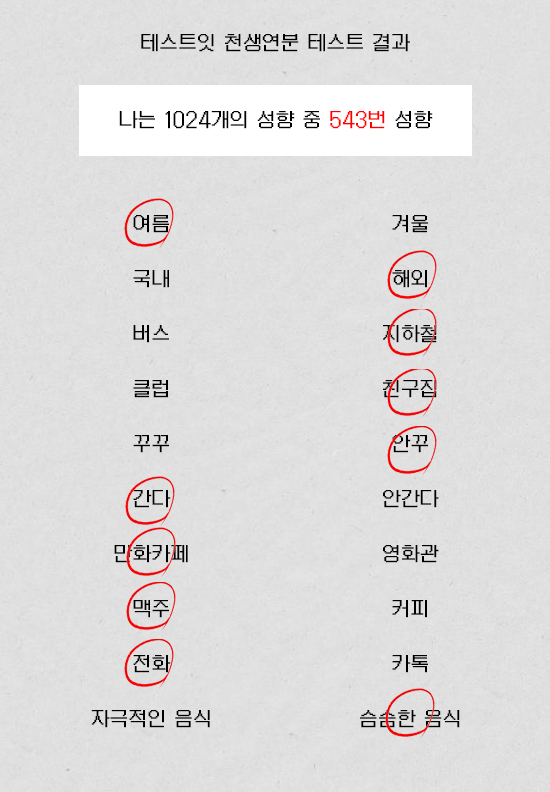 테스트잇 천생연분 테스트 결과
나는 1024개의 성향 중 543번 성향
여름 겨울
국내 해외
버스 지하철
클럽 친구집
꾸꾸 안꾸
간다 안간다
만화카페 영화관
맥주 커피
전화 카톡
자극적인 음식 슴슴한 음식